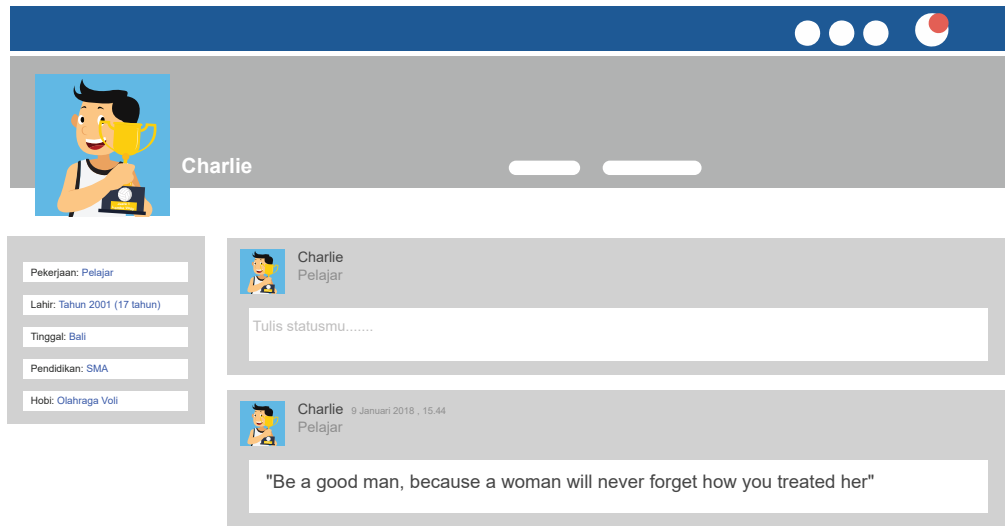 Charlie
Pekerjaan: Pelajar
Lahir: Tahun 2001 (17 tahun)
Tinggal: Bali
Pendidikan: SMA
Hobi: Olahraga Voli
Charlie
Pelajar
Tulis statusmu.......
Charlie 9 Januari 2018 , 15.44
Pelajar
"Be a good man, because a woman will never forget how you treated her"